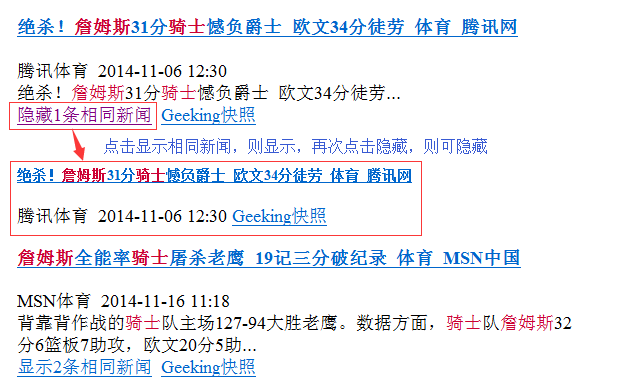 绝杀！詹姆斯31分骑士憾负爵士 欧文34分徒劳 体育 腾讯网
腾讯体育 2014-11-06 12:30
绝杀！詹姆斯31分骑士憾负爵士 欧文34分徒劳...
隐藏1条相同新闻 Geeking快照
点击显示相同新闻，则显示，再次点击隐藏，则可隐藏
绝杀！詹姆斯31分骑士憾负爵士 欧文34分徒劳 体育 腾讯网
腾讯体育 2014-11-06 12:30 Geeking快照
詹姆斯全能率骑士屠杀老鹰 19记三分破纪录 体育 MSN中国
MSN体育 2014-11-16 11:18
背靠背作战的骑士队主场127-94大胜老鹰。数据方面，骑士队詹姆斯32
分6篮板7助攻，欧文20分5助...
显示2条相同新闻 Geeking快照